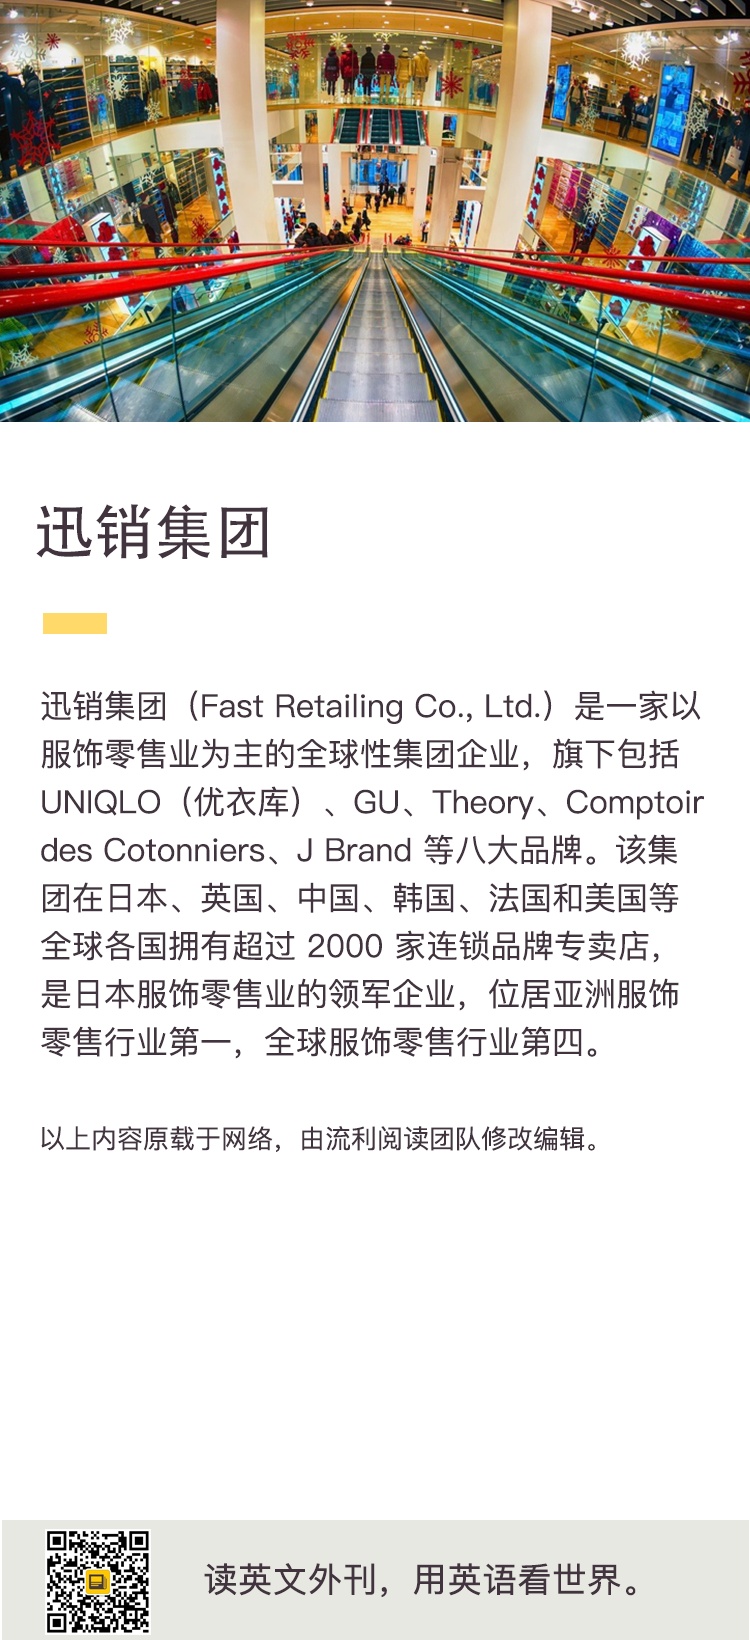 迅销集团
迅销集团（Fast Retailing Co., Ltd.）是一家以
服饰零售业为主的全球性集团企业，旗下包括
UNIQLO（优衣库）、GU、Theory、Comptoir
des Cotonniers、J Brand 等八大品牌。该集
团在日本、英国、中国、韩国、法国和美国等
全球各国拥有超过 2000 家连锁品牌专卖店，
是日本服饰零售业的领军企业，位居亚洲服饰
零售行业第一，全球服饰零售行业第四。
以上内容原载于网络，由流利阅读团队修改编辑。
读英文外刊，用英语看世界。